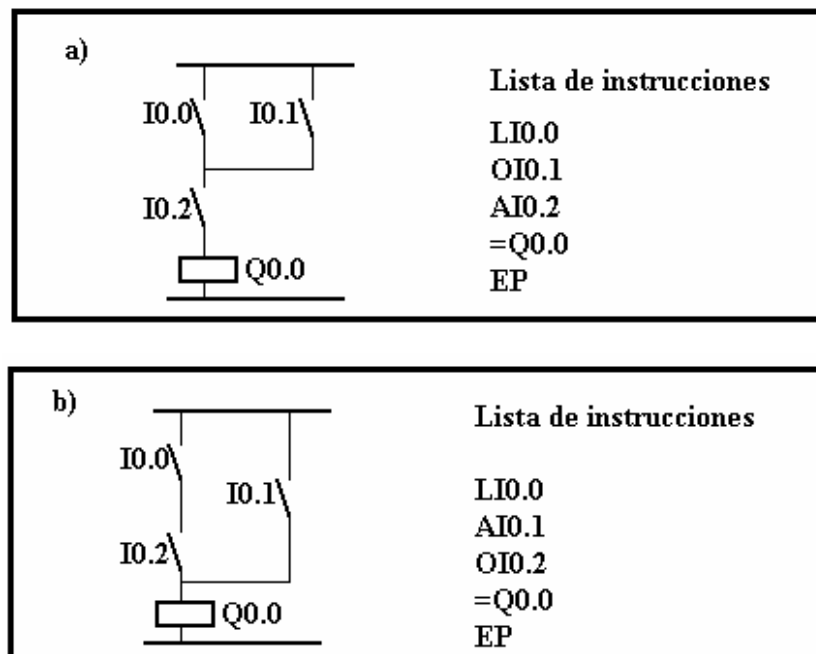 a)
I0.0
I0.1
I0.2
Q0.0
Lista de instrucciones
LI0.0
OI0.1
AI0.2
=Q0.0
EP
b)
I0.0
I0.1
I0.2
Q0.0
Lista de instrucciones
LI0.0
AI0.1
OI0.2
=Q0.0
EP